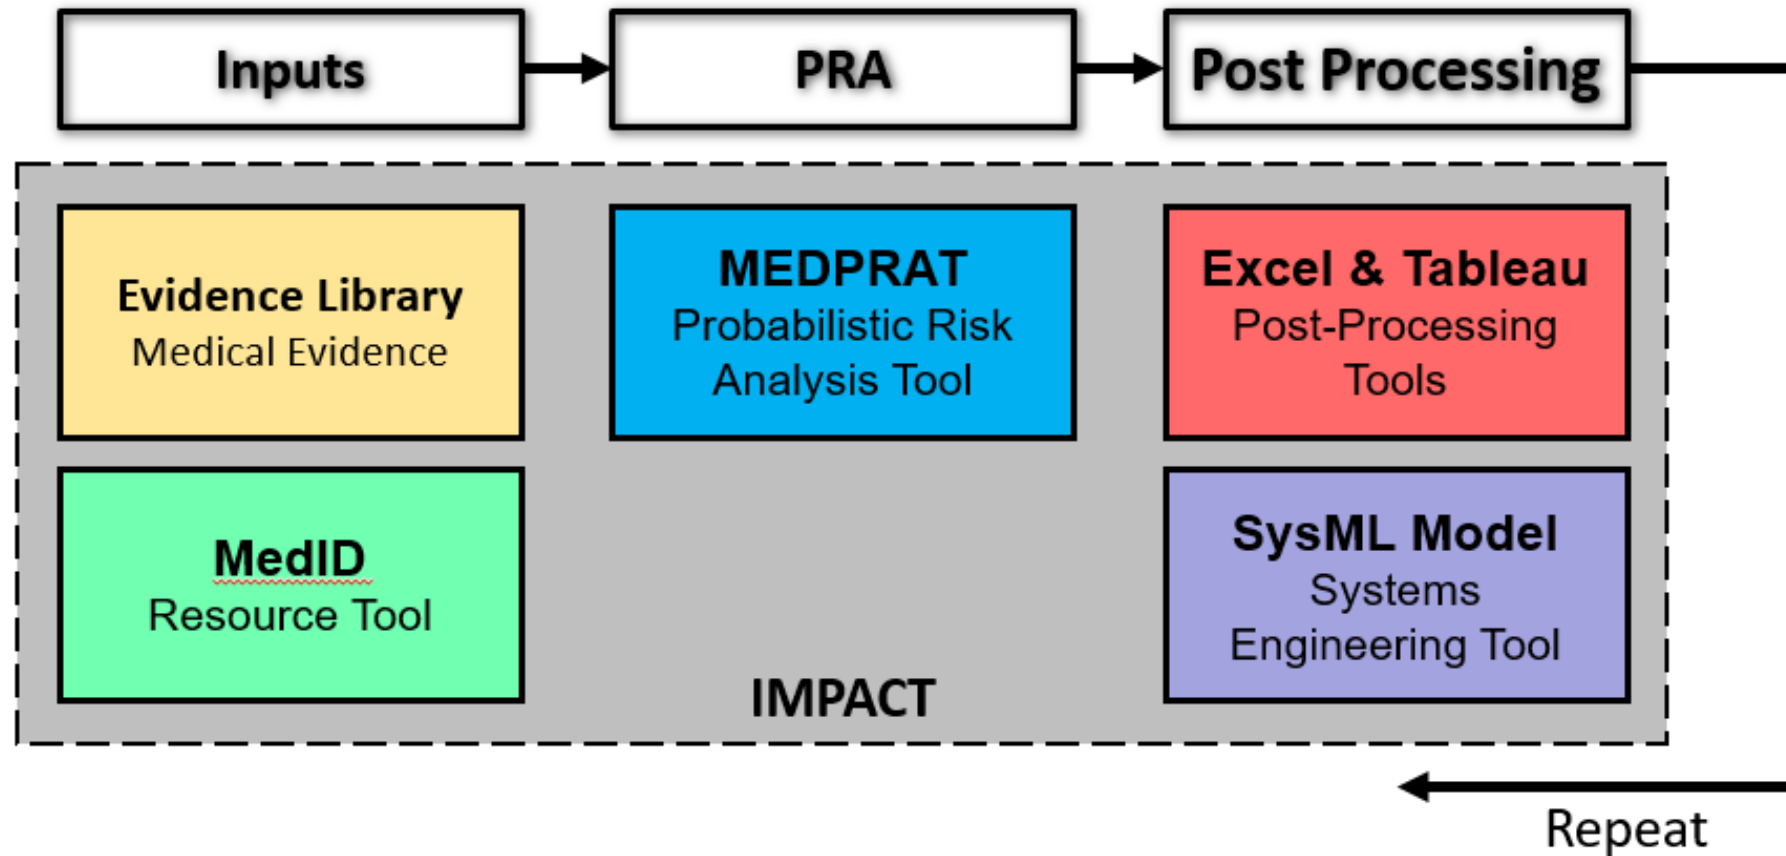 Inputs
PRA
Post Processing
Evidence Library
Medical Evidence
MEDPRAT
Probabilistic Risk
Analysis Tool
Excel & Tableau
Post-Processing
Tools
MedID
Resource Tool
SysML Model
Systems
Engineering Tool
IMPACT
Repeat